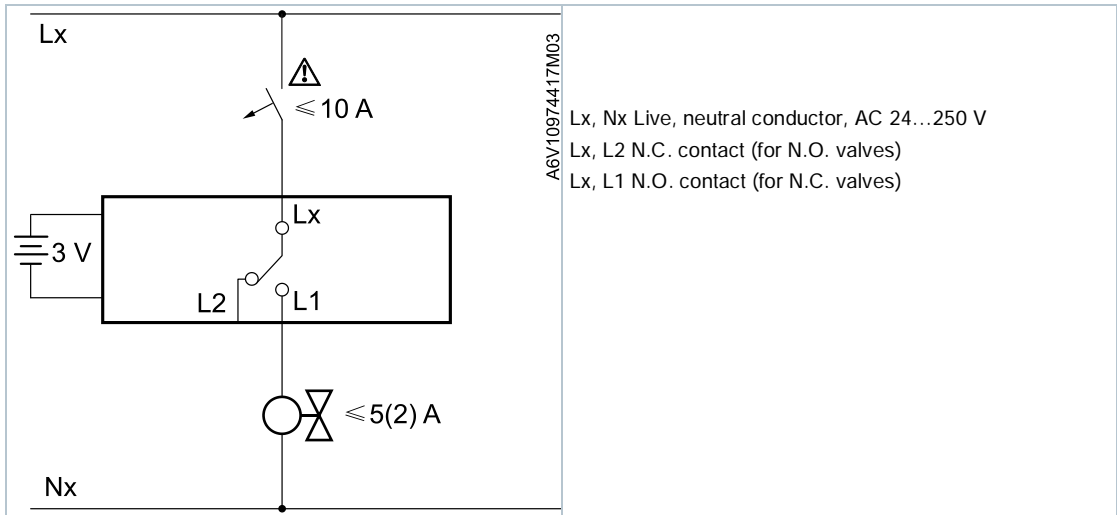 Lx
≤ 10 A
Lx
3 V
L2
L1
≤ 5(2) A
Nx
A6V10974417M03
Lx, Nx Live, neutral conductor, AC 24…250 V
Lx, L2 N.C. contact (for N.O. valves)
Lx, L1 N.O. contact (for N.C. valves)